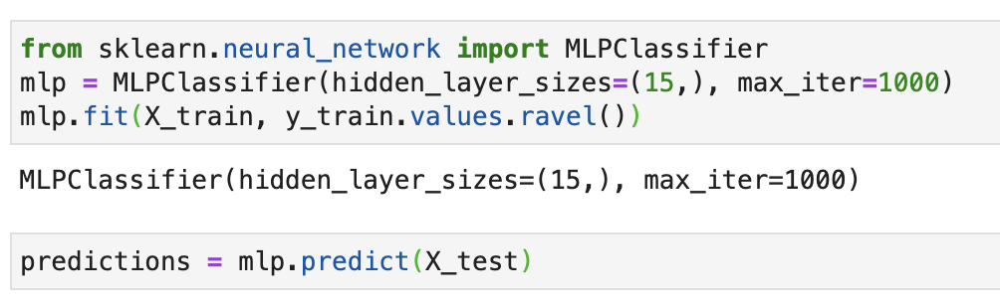 from sklearn.neural_network import MLPClassifier
mlp = MLPClassifier(hidden_layer_sizes=(15,), max_iter=1000)
mlp.fit(X_train, y_train.values.ravel())
MLPClassifier(hidden_layer_sizes=(15,), max_iter=1000)
predictions = mlp.predict(X_test)